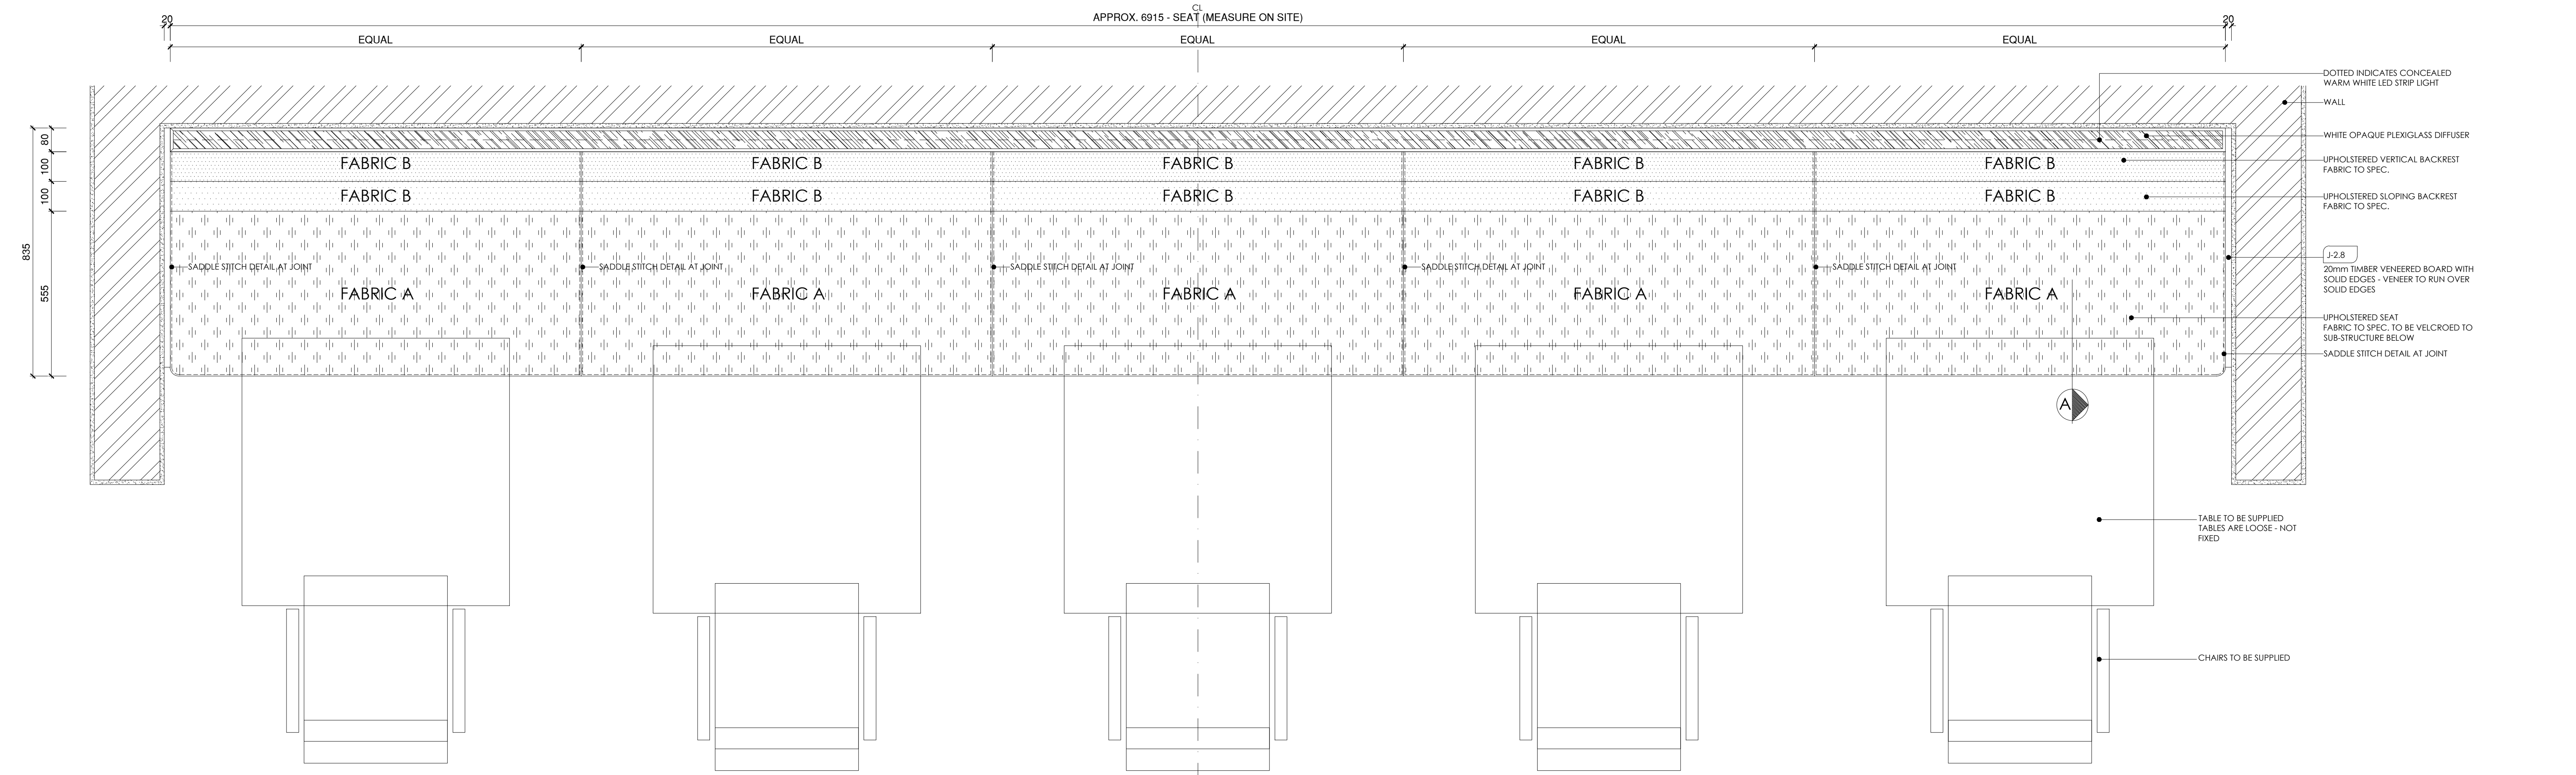 CL
20
APPROX. 6915 - SEAT (MEASURE ON SITE)
20
EQUAL
EQUAL
EQUAL
EQUAL
EQUAL
DOTTED INDICATES CONCEALED
WARM WHITE LED STRIP LIGHT
WALL
WHITE OPAQUE PLEXIGLASS DIFFUSER
80
100
100
835
555
FABRIC B
FABRIC B
FABRIC B
FABRIC B
FABRIC B
UPHOLSTERED VERTICAL BACKREST
FABRIC TO SPEC.
FABRIC B
FABRIC B
FABRIC B
FABRIC B
FABRIC B
UPHOLSTERED SLOPING BACKREST
FABRIC TO SPEC.
SADDLE STITCH DETAIL AT JOINT
SADDLE STITCH DETAIL AT JOINT
SADDLE STITCH DETAIL AT JOINT
SADDLE STITCH DETAIL AT JOINT
SADDLE STITCH DETAIL AT JOINT
J-2.8
20mm TIMBER VENEERED BOARD WITH
SOLID EDGES - VENEER TO RUN OVER
SOLID EDGES
FABRIC A
FABRIC A
FABRIC A
FABRIC A
FABRIC A
UPHOLSTERED SEAT
FABRIC TO SPEC. TO BE VELCROED TO
SUB-STRUCTURE BELOW
SADDLE STITCH DETAIL AT JOINT
A
TABLE TO BE SUPPLIED
TABLES ARE LOOSE - NOT
FIXED
CHAIRS TO BE SUPPLIED